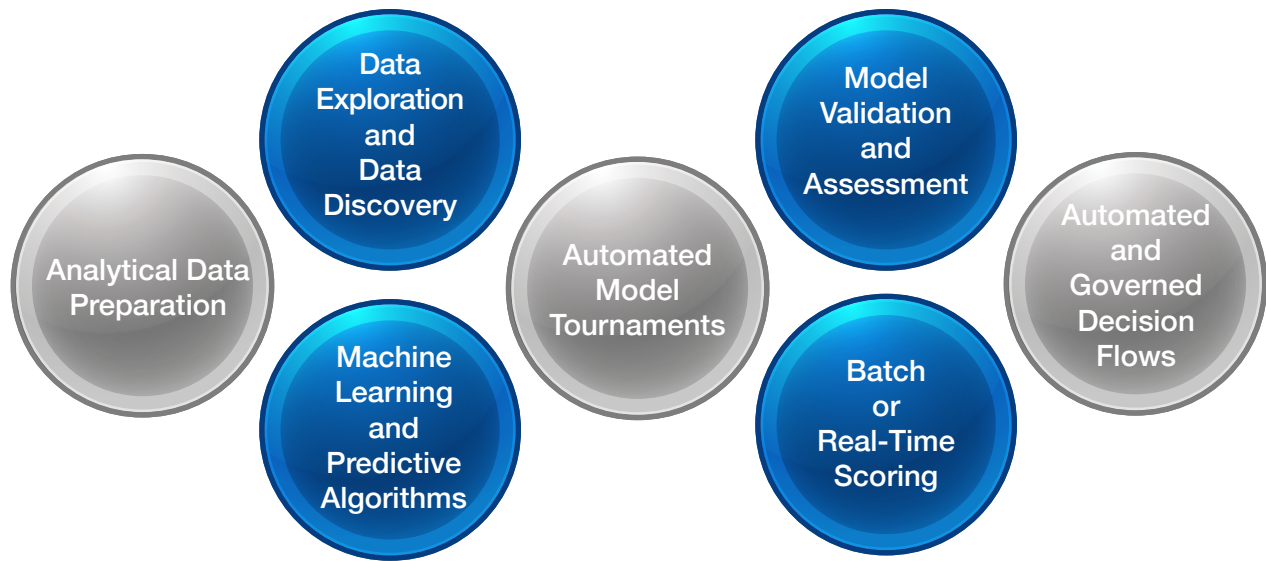 Analytical Data
Preparation
Data
Exploration
and
Data
Discovery
Machine
Learning
and
Predictive
Algorithms
Automated
Model
Tournaments
Model
Validation
and
Assessment
Batch
or
Real-Time
Scoring
Automated
and
Governed
Decision
Flows